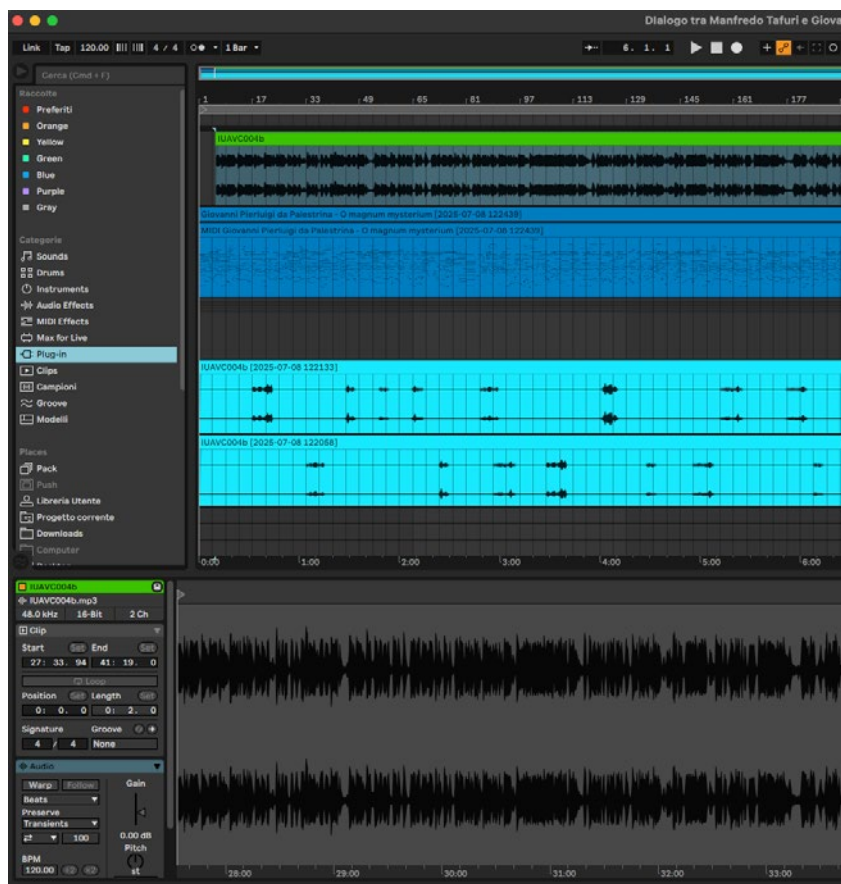 Dialogo tra Manfredo Tafuri e Giova
Link Tap 120.00 4 / 4 1 Bar 6. 1. 1
Cerca (Cmd + F)
Raccolte
Preferiti
Orange
Yellow
Green
Blue
Purple
Gray
Categorie
Sounds
Drums
Instruments
Audio Effects
MIDI Effects
Max for Live
Plug-in
Clips
Campioni
Groove
Modelli
Places
Pack
Push
Libreria Utente
Progetto corrente
Downloads
Computer
1 17 33 49 65 81 97 113 129 145 161 177
IUAVC004b
Giovanni Pierluigi da Palestrina - O magnum mysterium [2025-07-08 122439]
MIDI Giovanni Pierluigi da Palestrina - O magnum mysterium [2025-07-08 122439]
IUAVC004b [2025-07-08 122133]
IUAVC004b [2025-07-08 122058]
0:00 1:00 2:00 3:00 4:00 5:00 6:00
IUAVC004b
IUAVC004b.mp3
48.0 kHz 16-Bit 2 Ch
Clip
Start Set End Set
27: 33. 94 41: 19. 0
Loop
Position Set Length Set
0: 0. 0 0: 2. 0
Signature Groove
4 / 4 None
Audio
Warp Follow Gain
Beats
Preserve
Transients
100 0.00 dB
Pitch
BPM
120.00 st
28:00 29:00 30:00 31:00 32:00 33:00